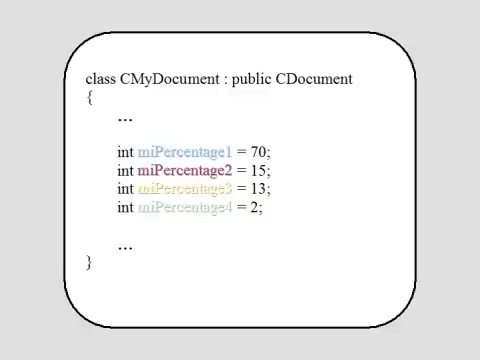 class CMyDocument : public CDocument
{
...
int miPercentage1 = 70;
int miPercentage2 = 15;
int miPercentage3 = 13;
int miPercentage4 = 2;
...
}